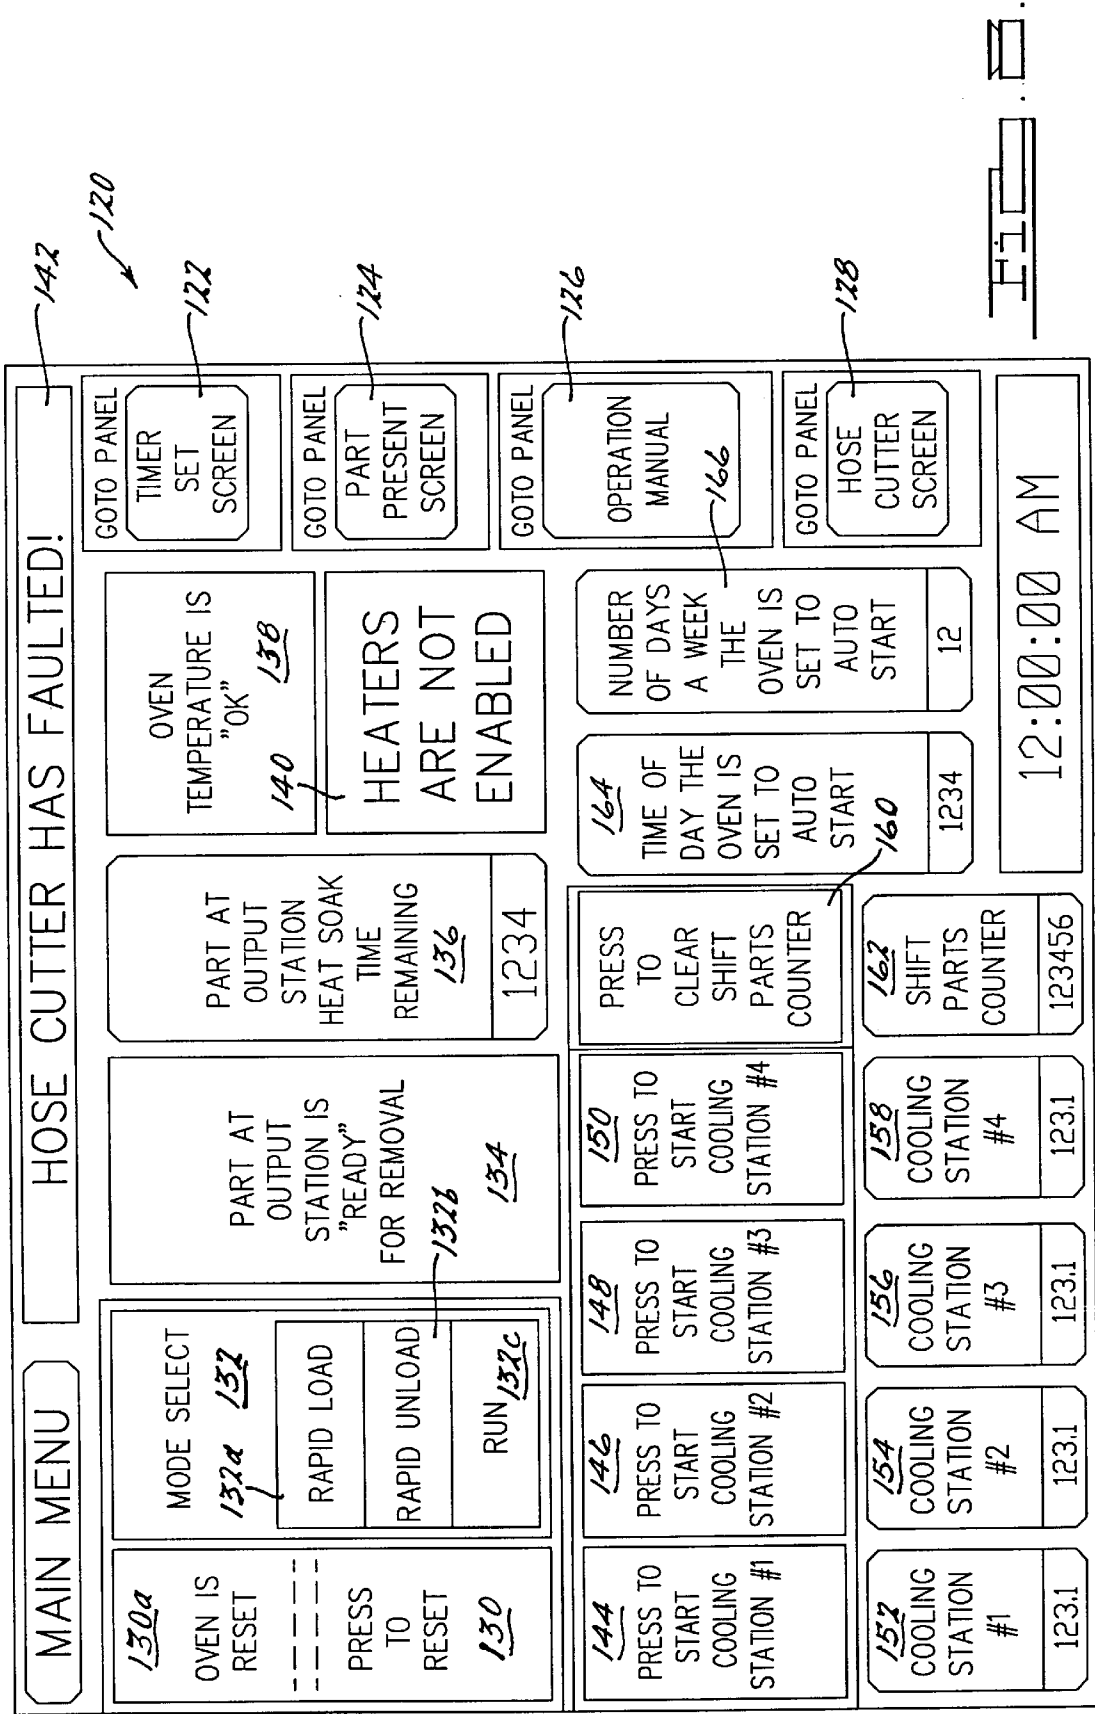 MAIN MENU
HOSE CUTTER HAS FAULTED!
142
120
130a
OVEN IS
RESET
PRESS
TO
RESET
130
MODE SELECT
132
132a
RAPID LOAD
RAPID UNLOAD
132b
RUN
132c
PART AT
OUTPUT
STATION IS
"READY"
FOR REMOVAL
134
PART AT
OUTPUT
STATION
HEAT SOAK
TIME
REMAINING
136
1234
OVEN
TEMPERATURE IS
"OK"
138
140
HEATERS
ARE NOT
ENABLED
GOTO PANEL
TIMER
SET
SCREEN
122
GOTO PANEL
PART
PRESENT
SCREEN
124
GOTO PANEL
OPERATION
MANUAL
126
GOTO PANEL
HOSE
CUTTER
SCREEN
128
144
PRESS TO
START
COOLING
STATION #1
146
PRESS TO
START
COOLING
STATION #2
148
PRESS TO
START
COOLING
STATION #3
150
PRESS TO
START
COOLING
STATION #4
PRESS
TO
CLEAR
SHIFT
PARTS
COUNTER
160
164
TIME OF
DAY THE
OVEN IS
SET TO
AUTO
START
1234
NUMBER
OF DAYS
A WEEK
THE
OVEN IS
SET TO
AUTO
START
166
12
152
COOLING
STATION
#1
123.1
154
COOLING
STATION
#2
123.1
156
COOLING
STATION
#3
123.1
158
COOLING
STATION
#4
123.1
162
SHIFT
PARTS
COUNTER
123456
12:00:00 AM